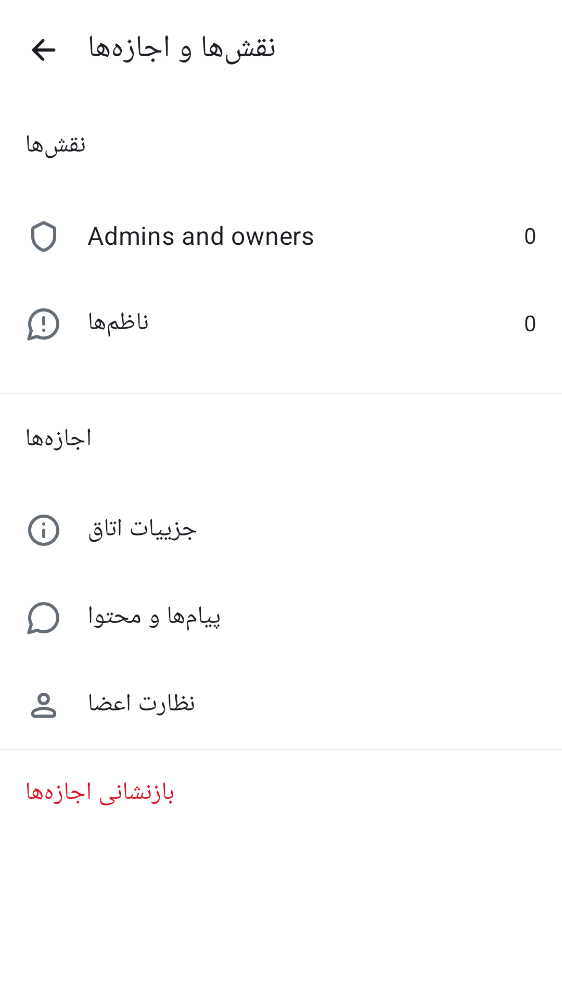 نقش‌ها و اجازه‌ها
نقش‌ها
Admins and owners 0
ناظم‌ها 0
اجازه‌ها
جزییات اتاق
پیام‌ها و محتوا
نظارت اعضا
بازنشانی اجازه‌ها